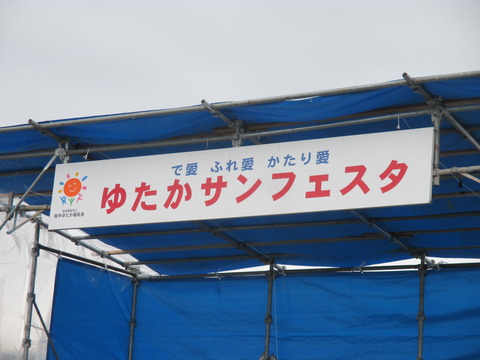 で愛 ふれ愛 かたり愛
ゆたかサンフェスタ